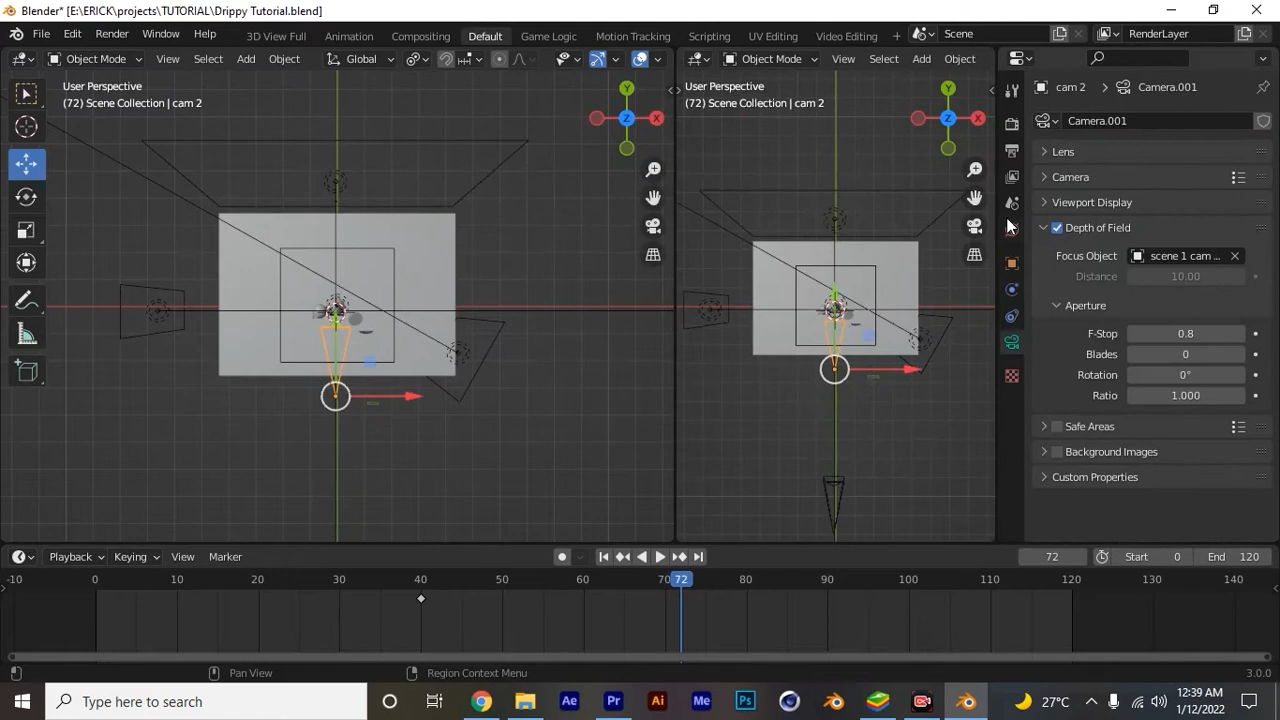 Blender* [E:\ERICK\projects\TUTORIAL\Drippy Tutorial.blend]
File Edit Render Window Help 3D View Full Animation Compositing Default Game Logic Motion Tracking Scripting UV Editing Video Editing Scene RenderLayer
Object Mode View Select Add Object Global Object Mode View Select Add Object
User Perspective
(72) Scene Collection | cam 2
Y
X
Z
User Perspective
(72) Scene Collection | cam 2
Y
X
Z
cam 2 Camera.001
Camera.001
Lens
Camera
Viewport Display
Depth of Field
Focus Object scene 1 cam ...
Distance 10.00
Aperture
F-Stop 0.8
Blades 0
Rotation 0°
Ratio 1.000
Safe Areas
Background Images
Custom Properties
Playback Keying View Marker 72 Start 0 End 120
-10 0 10 20 30 40 50 60 70 72 80 90 100 110 120 130 140
Pan View Region Context Menu 3.0.0
Type here to search Ae Pr Ai Me Ps 27°C 12:39 AM
1/12/2022